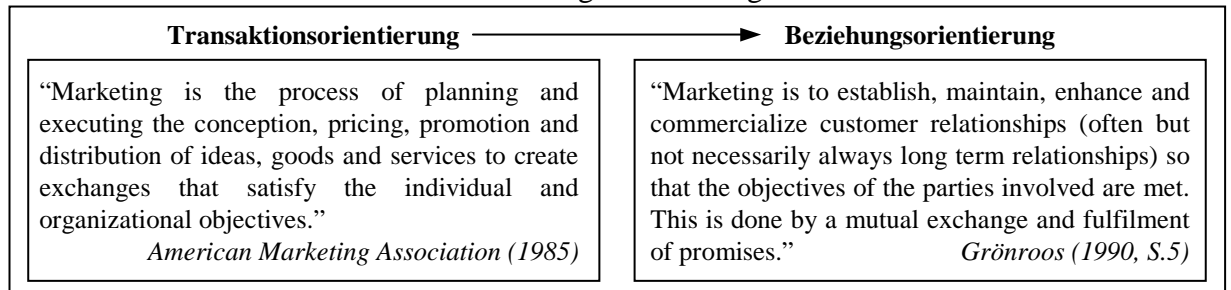 Transaktionsorientierung
Beziehungsorientierung
“Marketing is the process of planning and
executing the conception, pricing, promotion and
distribution of ideas, goods and services to create
exchanges that satisfy the individual and
organizational objectives.”
American Marketing Association (1985)
“Marketing is to establish, maintain, enhance and
commercialize customer relationships (often but
not necessarily always long term relationships) so
that the objectives of the parties involved are met.
This is done by a mutual exchange and fulfilment
of promises.” Grönroos (1990, S.5)